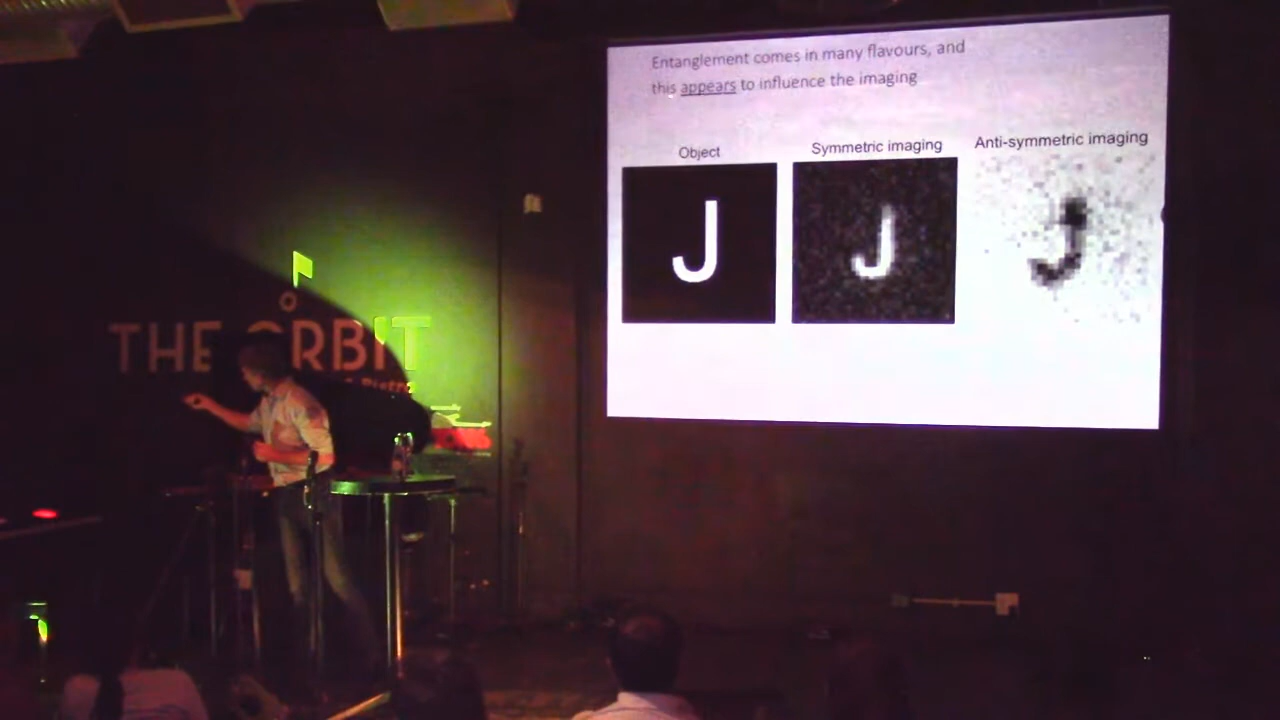 Entanglement comes in many flavours, and
this appears to influence the imaging
Object
Symmetric imaging
Anti-symmetric imaging
J
J
J
THE ORBIT
Bistro